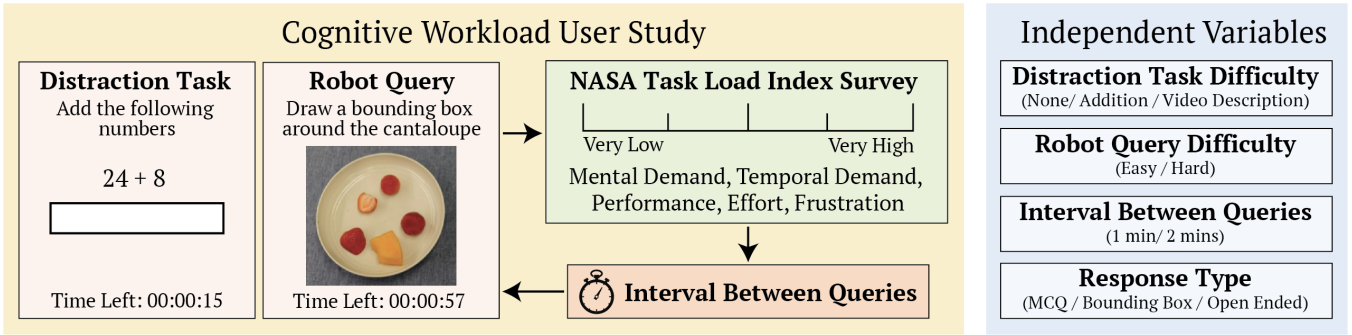 Cognitive Workload User Study
Distraction Task
Add the following
numbers
24 + 8
Time Left: 00:00:15
Robot Query
Draw a bounding box
around the cantaloupe
Time Left: 00:00:57
NASA Task Load Index Survey
Very Low
Very High
Mental Demand, Temporal Demand,
Performance, Effort, Frustration
Interval Between Queries
Independent Variables
Distraction Task Difficulty
(None/ Addition / Video Description)
Robot Query Difficulty
(Easy / Hard)
Interval Between Queries
(1 min/ 2 mins)
Response Type
(MCQ / Bounding Box / Open Ended)